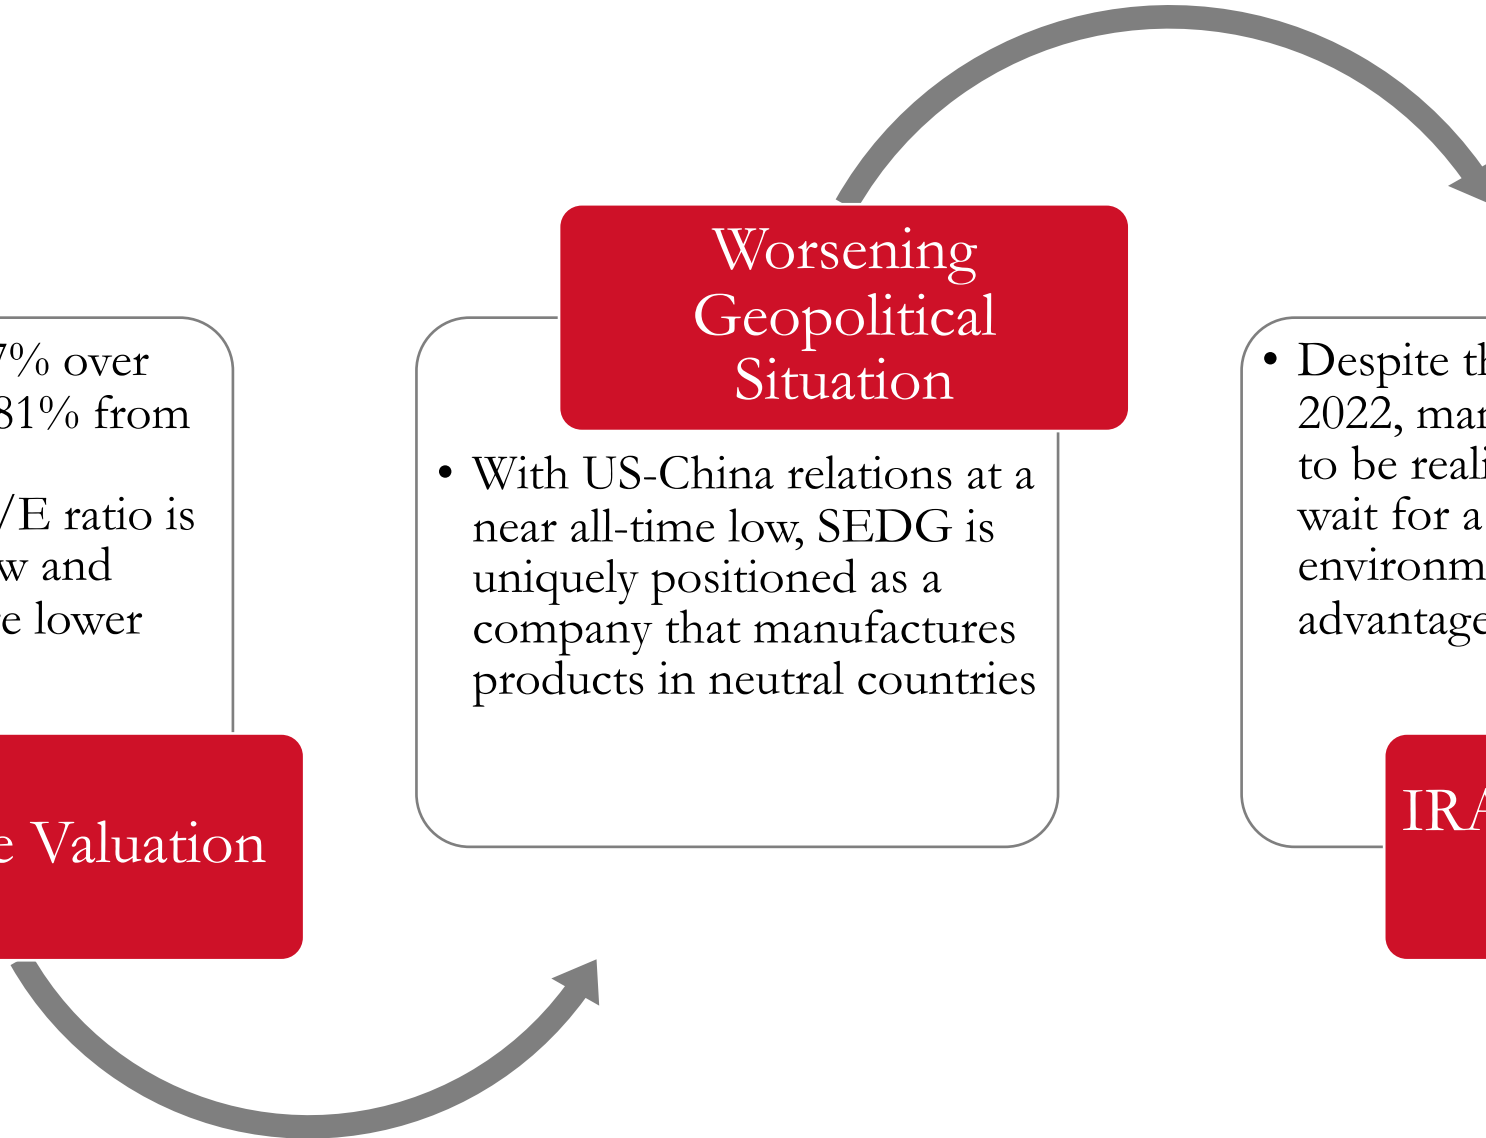 7% over
81% from
/E ratio is
w and
e lower
e Valuation
Worsening
Geopolitical
Situation
• With US-China relations at a
near all-time low, SEDG is
uniquely positioned as a
company that manufactures
products in neutral countries
• Despite th
2022, mar
to be reali
wait for a
environm
advantage
IRA